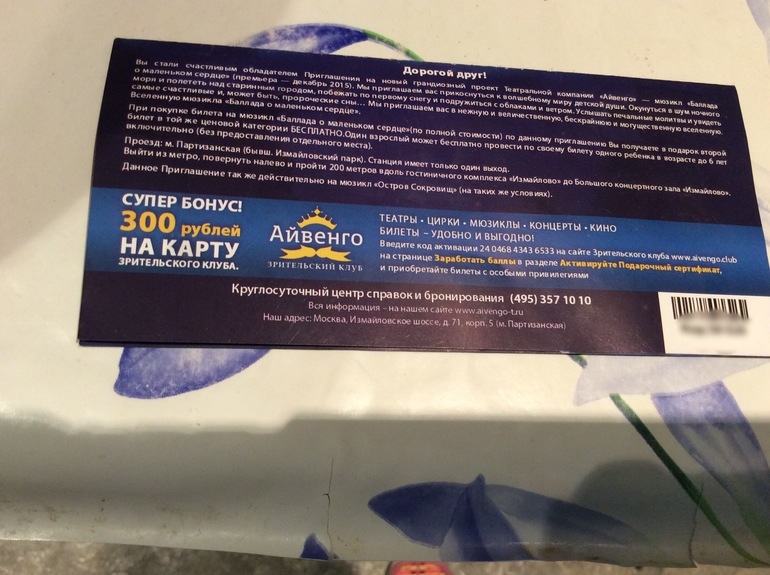 Дорогой друг!
Вы стали счастливым обладателем Приглашения на новый грандиозный проект Театральной компании «Айвенго» — мюзикл «Баллада
о маленьком сердце» (премьера — декабрь 2015). Мы приглашаем вас прикоснуться к волшебному миру детской души. Окунуться в шум ночного
моря и полететь над старинным городом, побежать по первому снегу и подружиться с облаками и ветром. Услышать печальные молитвы и увидеть
самые счастливые и, может быть, пророческие сны... Мы приглашаем вас в нежную и величественную, бескрайнюю и могущественную вселенную.
Вселенную мюзикла «Баллада о маленьком сердце».
При покупке билета на мюзикл «Баллада о маленьком сердце»(по полной стоимости) по данному приглашению Вы получаете в подарок второй
билет в той же ценовой категории БЕСПЛАТНО.Один взрослый может бесплатно провести по своему билету одного ребенка в возрасте до 6 лет
включительно (без предоставления отдельного места).
Проезд: м. Партизанская (бывш. Измайловский парк). Станция имеет только один выход.
Выйти из метро, повернуть налево и пройти 200 метров вдоль гостиничного комплекса «Измайлово» до Большого концертного зала «Измайлово».
Данное Приглашение так же действительно на мюзикл «Остров Сокровищ» (на таких же условиях).
СУПЕР БОНУС!
300 рублей
НА КАРТУ
ЗРИТЕЛЬСКОГО КЛУБА.
Айвенго
ЗРИТЕЛЬСКИЙ КЛУБ
ТЕАТРЫ · ЦИРКИ · МЮЗИКЛЫ · КОНЦЕРТЫ · КИНО
БИЛЕТЫ – УДОБНО И ВЫГОДНО!
Введите код активации 24 0468 4343 6533 на сайте Зрительского клуба www.aivengo.club
на странице Заработать баллы в разделе Активируйте Подарочный сертификат,
и приобретайте билеты с особыми привилегиями
Круглосуточный центр справок и бронирования (495) 357 10 10
Вся информация – на нашем сайте www.aivengo-t.ru
Наш адрес: Москва, Измайловское шоссе, д. 71, корп. 5 (м. Партизанская)